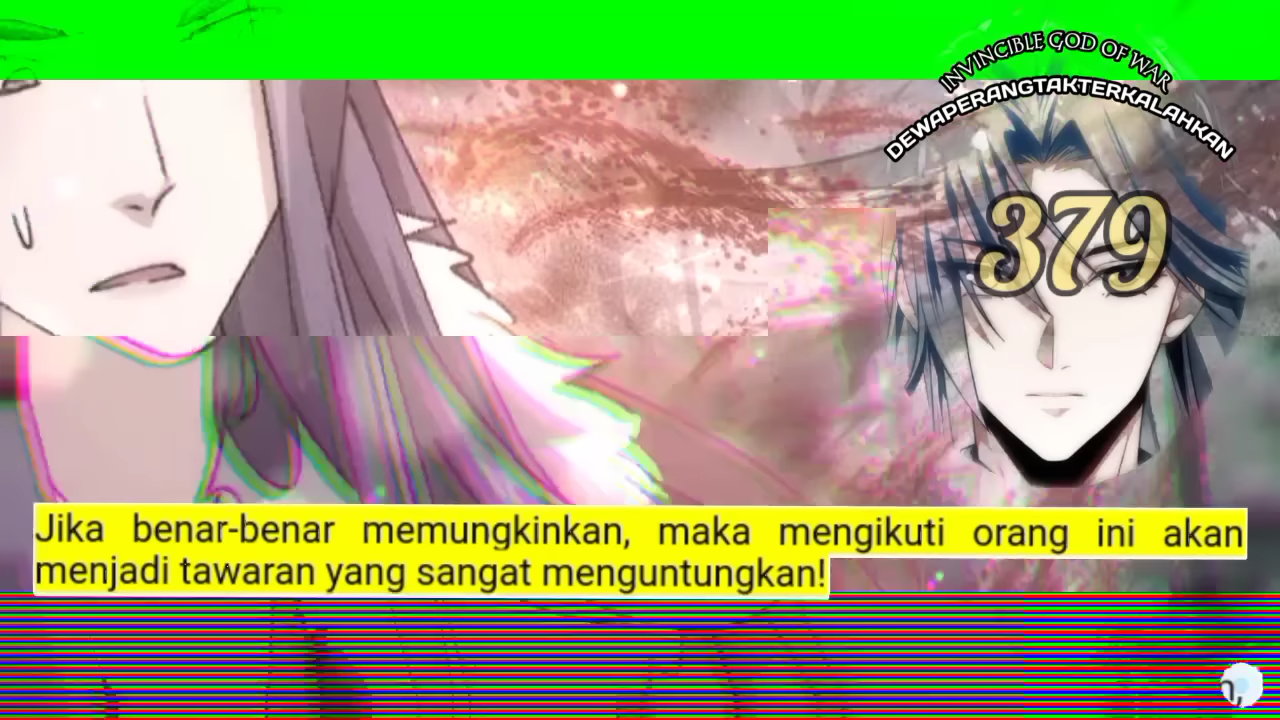 INVINCIBLE GOD OF WAR
DEWAPERANGTAKTERKALAHKAN
379
Jika benar-benar memungkinkan, maka mengikuti orang ini akan
menjadi tawaran yang sangat menguntungkan!